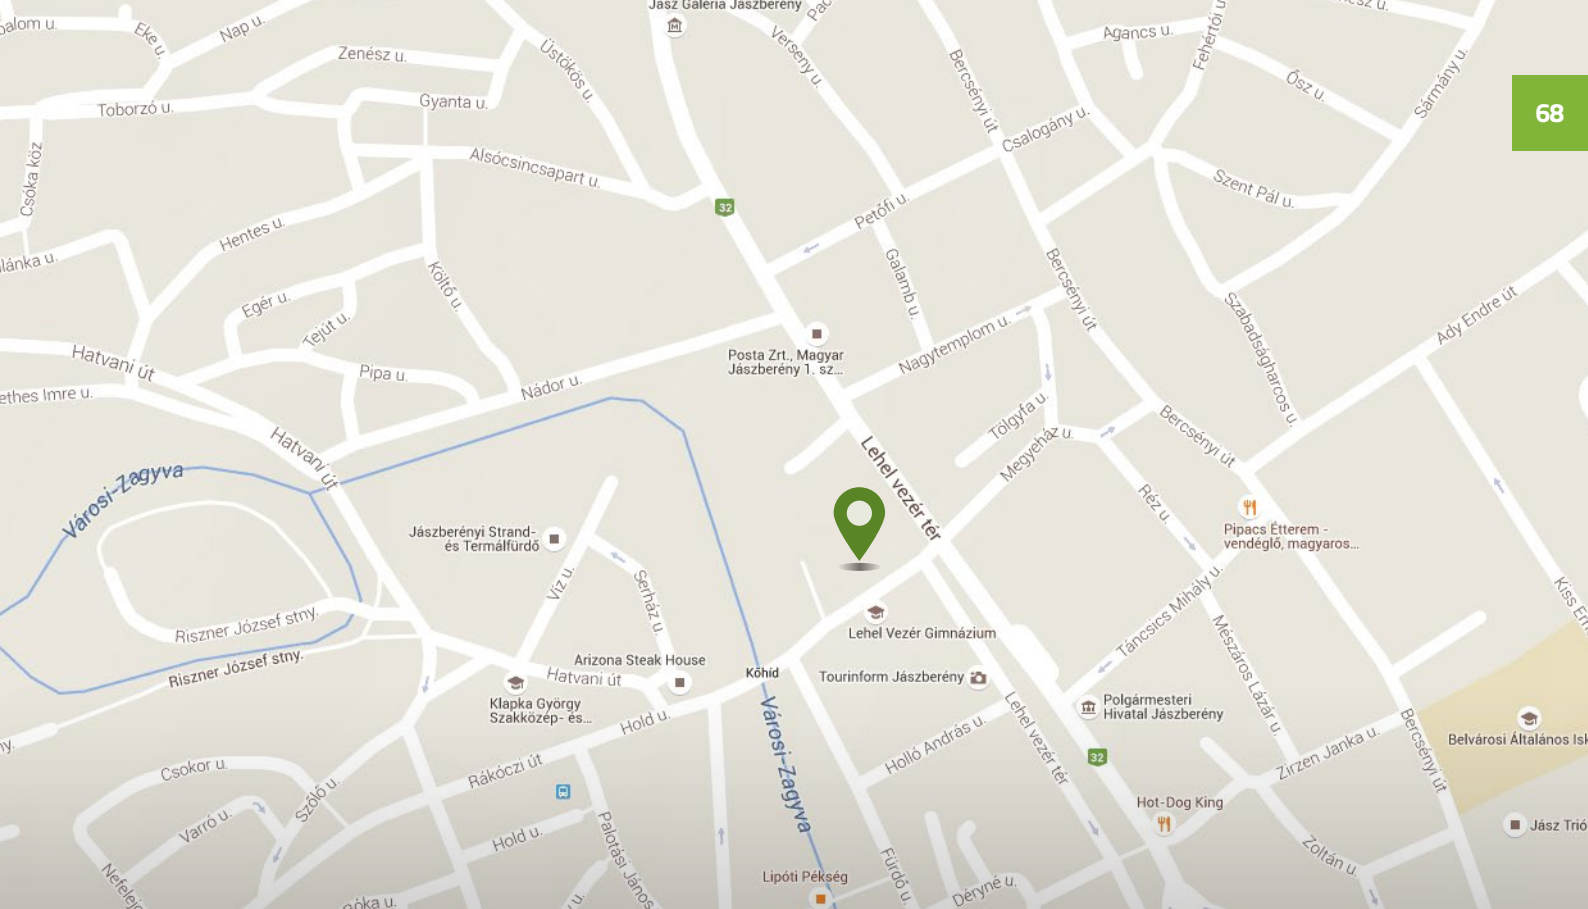 Jász Galéria Jászberény
Eke u.
Nap u.
Zenész u.
Üstökös u.
Verseny u.
Bercsényi út
Agancs u.
Ősz u.
Sármány u.
68
Toborzó u.
Gyanta u.
Csalogány u.
Csóka köz
Alsócsincsapart u.
Szent Pál u.
32
Petőfi u.
Hentes u.
Költő u.
Galamb u.
Bercsényi út
Egér u.
Tejút u.
Szabadságharcos u.
Ady Endre út
Hatvani út
Pipa u.
Nádor u.
Posta Zrt., Magyar
Jászberény 1. sz...
Nagytemplom u.
Tölgyfa u.
Megyeház u.
Bercsényi út
Hatvani út
Lehel vezér tér
Városi-Zagyva
Réz u.
Pipacs Étterem -
vendéglő, magyaros...
Jászberényi Strand-
és Termálfürdő
Víz u.
Serház u.
Táncsics Mihály u.
Riszner József stny.
Lehel Vezér Gimnázium
Mészáros Lázár u.
Riszner József stny.
Arizona Steak House
Hatvani út
Kőhíd
Tourinform Jászberény
Klapka György
Szakközép- és...
Hold u.
Városi-Zagyva
Lehel vezér tér
Polgármesteri
Hivatal Jászberény
Holló András u.
Bercsényi út
Belvárosi Általános Isk
Zirzen Janka u.
32
Csokor u.
Szőlő u.
Rákóczi út
Hot-Dog King
Varró u.
Hold u.
Palotási János
Jász Trió
Zoltán u.
Fürdő u.
Lipóti Pékség
Déryné u.